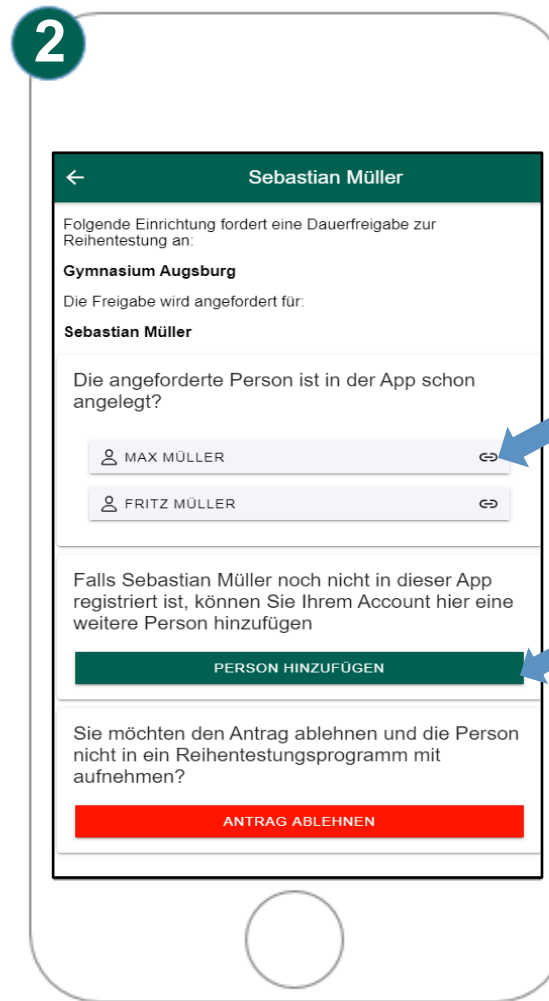 2
Sebastian Müller
Folgende Einrichtung fordert eine Dauerfreigabe zur
Reihentestung an:
Gymnasium Augsburg
Die Freigabe wird angefordert für:
Sebastian Müller
Die angeforderte Person ist in der App schon
angelegt?
MAX MÜLLER
FRITZ MÜLLER
Falls Sebastian Müller noch nicht in dieser App
registriert ist, können Sie Ihrem Account hier eine
weitere Person hinzufügen
PERSON HINZUFÜGEN
Sie möchten den Antrag ablehnen und die Person
nicht in ein Reihentestungsprogramm mit
aufnehmen?
ANTRAG ABLEHNEN